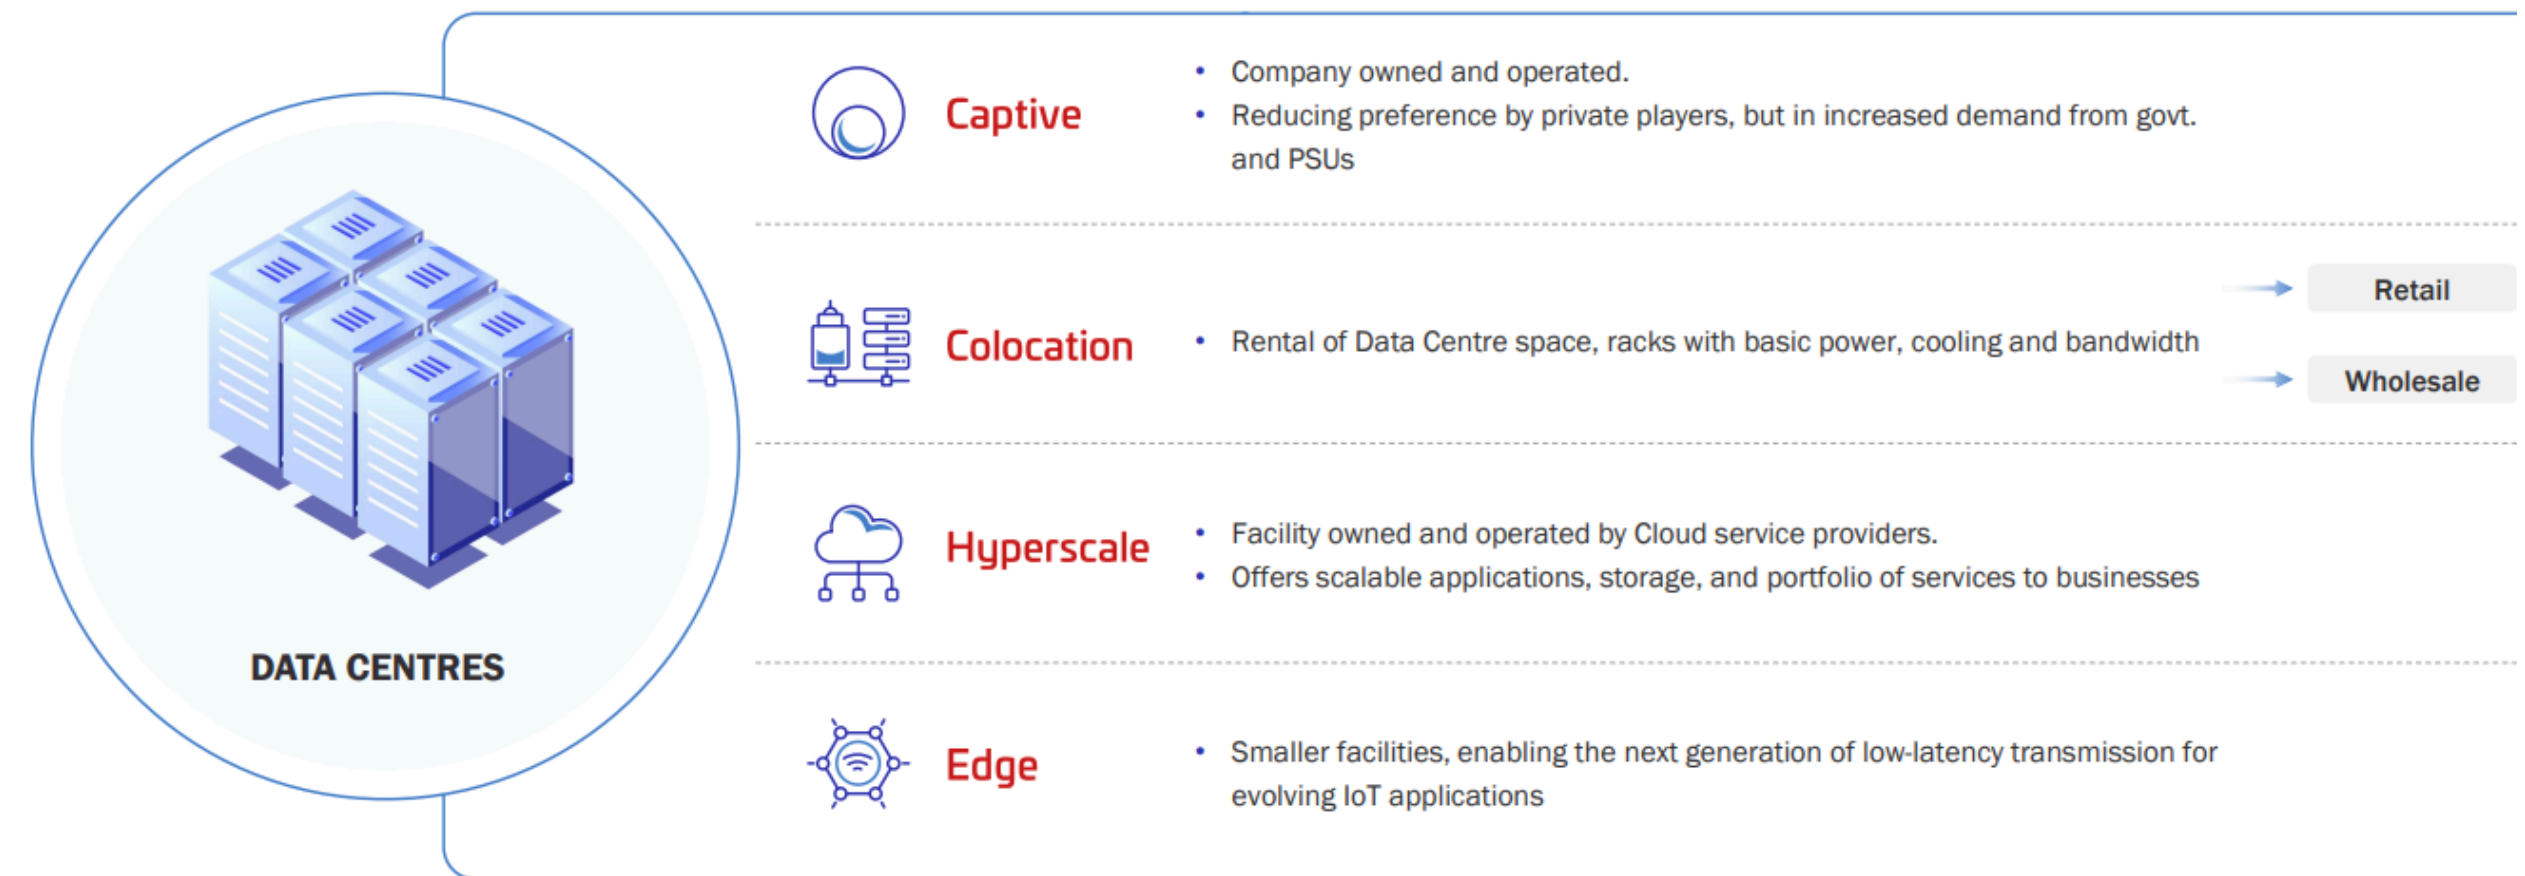 Captive
• Company owned and operated.
• Reducing preference by private players, but in increased demand from govt.
and PSUs
Colocation
• Rental of Data Centre space, racks with basic power, cooling and bandwidth
Retail
Wholesale
Hyperscale
• Facility owned and operated by Cloud service providers.
• Offers scalable applications, storage, and portfolio of services to businesses
DATA CENTRES
Edge
• Smaller facilities, enabling the next generation of low-latency transmission for
evolving IoT applications